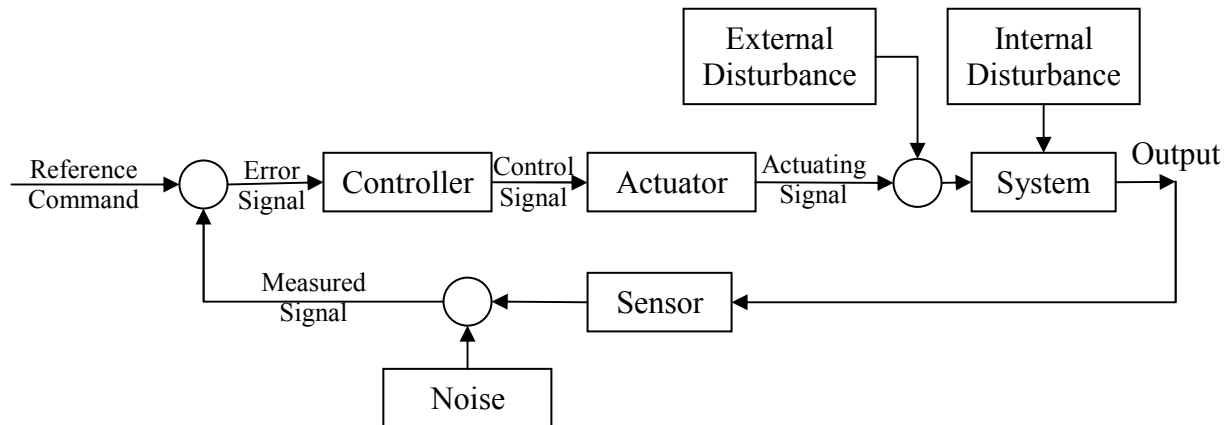 External
Disturbance
Internal
Disturbance
Reference
Command
Error
Signal
Controller
Control
Signal
Actuator
Actuating
Signal
System
Output
Measured
Signal
Sensor
Noise